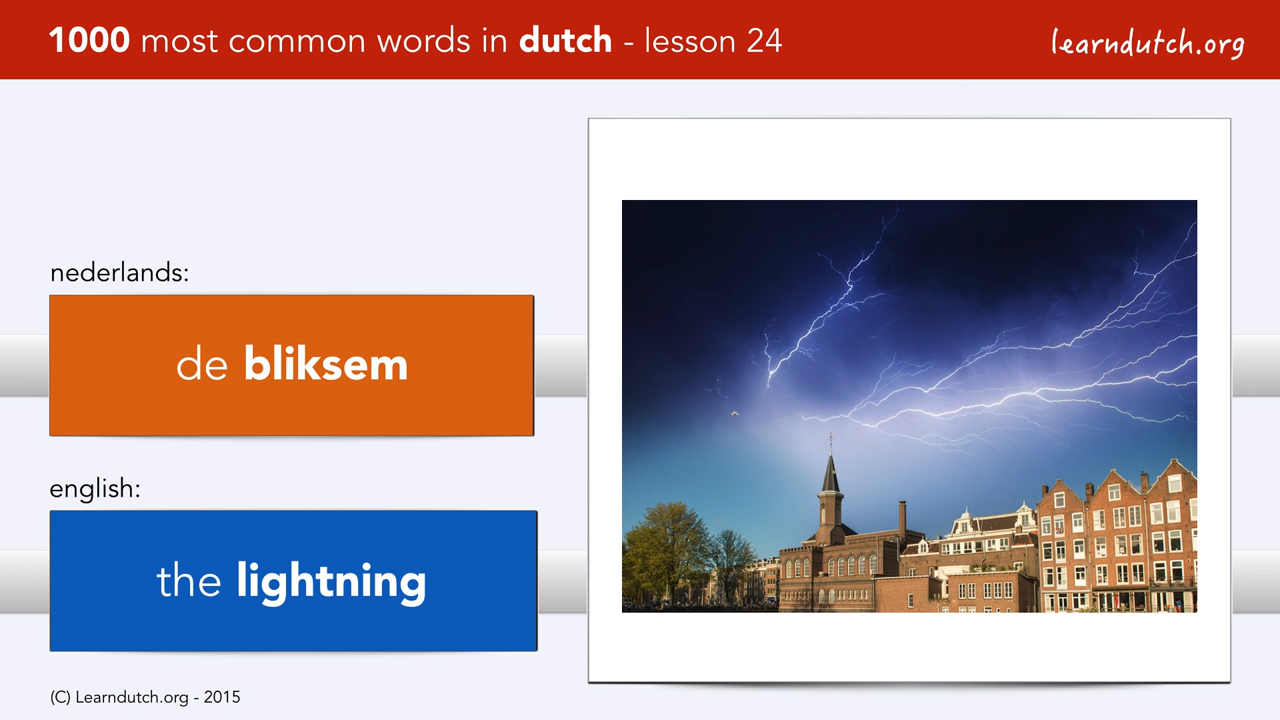 1000 most common words in dutch - lesson 24
learndutch.org
nederlands:
de bliksem
english:
the lightning
(C) Learndutch.org - 2015